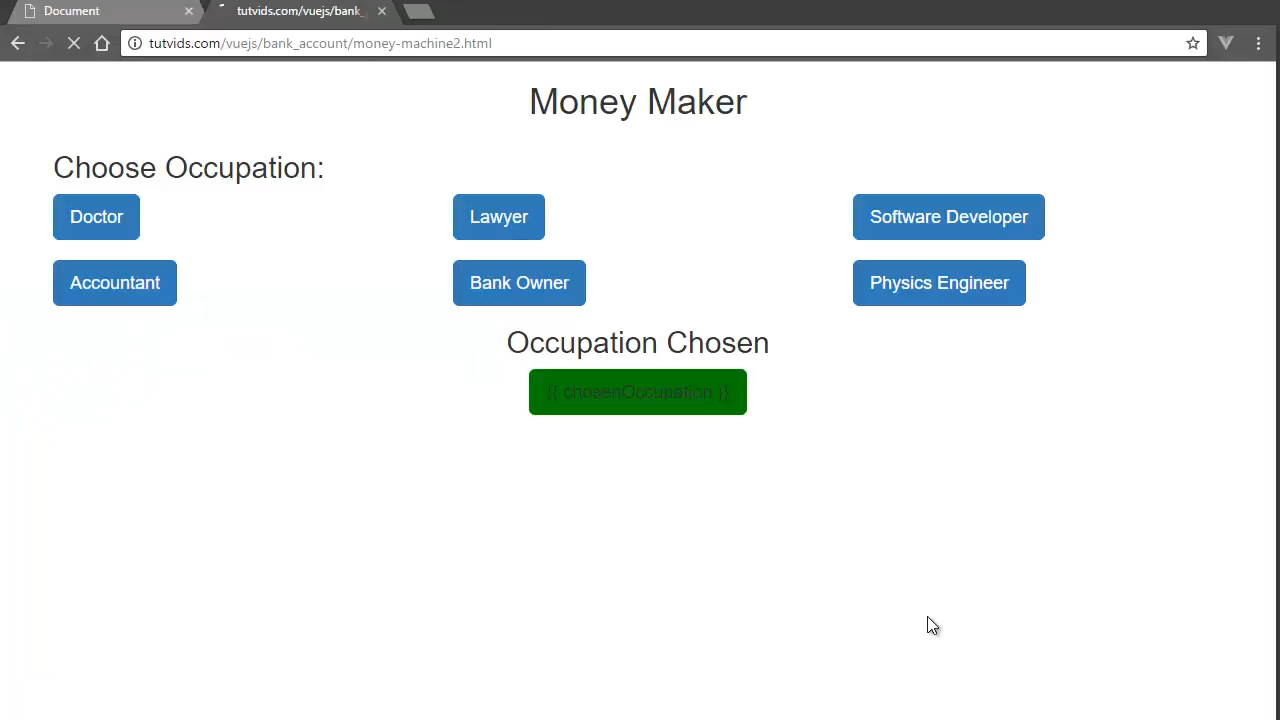 Document
tutvids.com/vuejs/bank_
tutvids.com/vuejs/bank_account/money-machine2.html
Money Maker
Choose Occupation:
Doctor
Lawyer
Software Developer
Accountant
Bank Owner
Physics Engineer
Occupation Chosen
{{ chosenOccupation }}